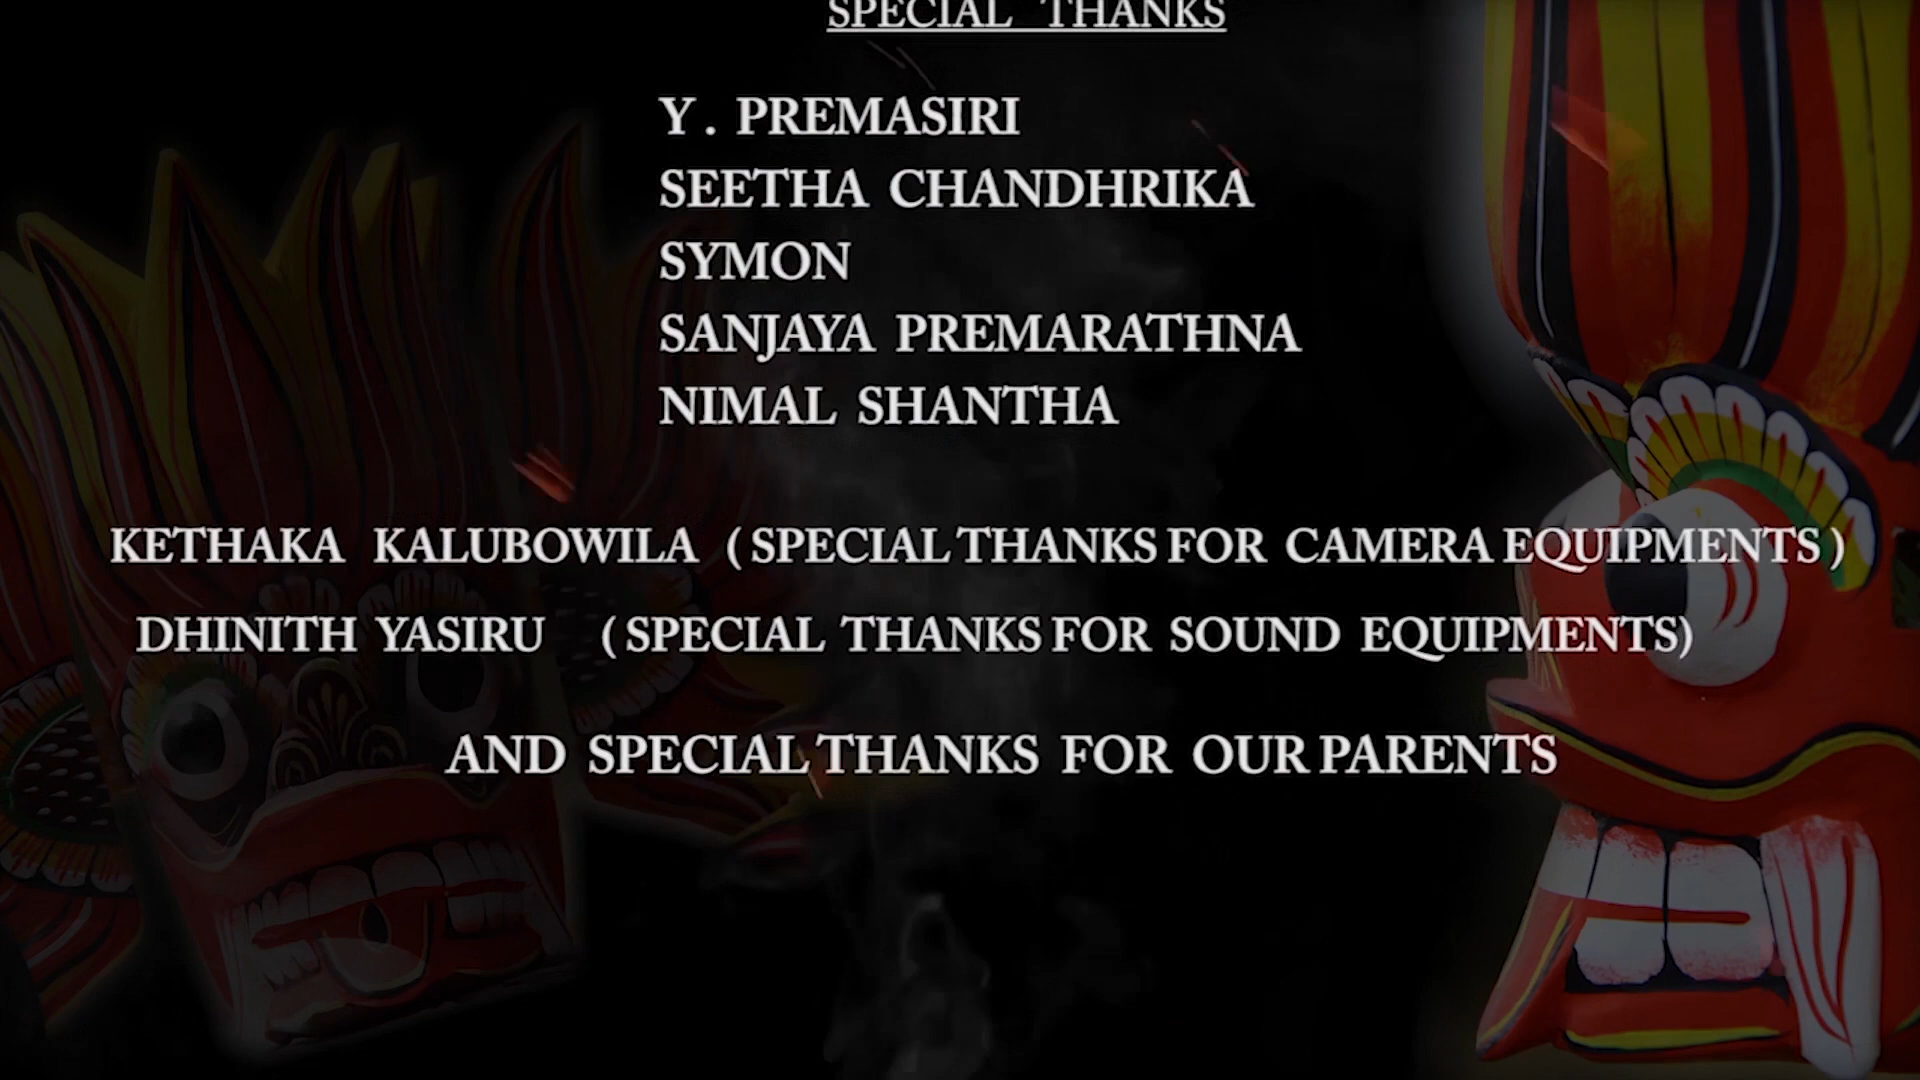 SPECIAL THANKS
Y . PREMASIRI
SEETHA CHANDHRIKA
SYMON
SANJAYA PREMARATHNA
NIMAL SHANTHA
KETHAKA KALUBOWILA ( SPECIAL THANKS FOR CAMERA EQUIPMENTS )
DHINITH YASIRU ( SPECIAL THANKS FOR SOUND EQUIPMENTS)
AND SPECIAL THANKS FOR OUR PARENTS